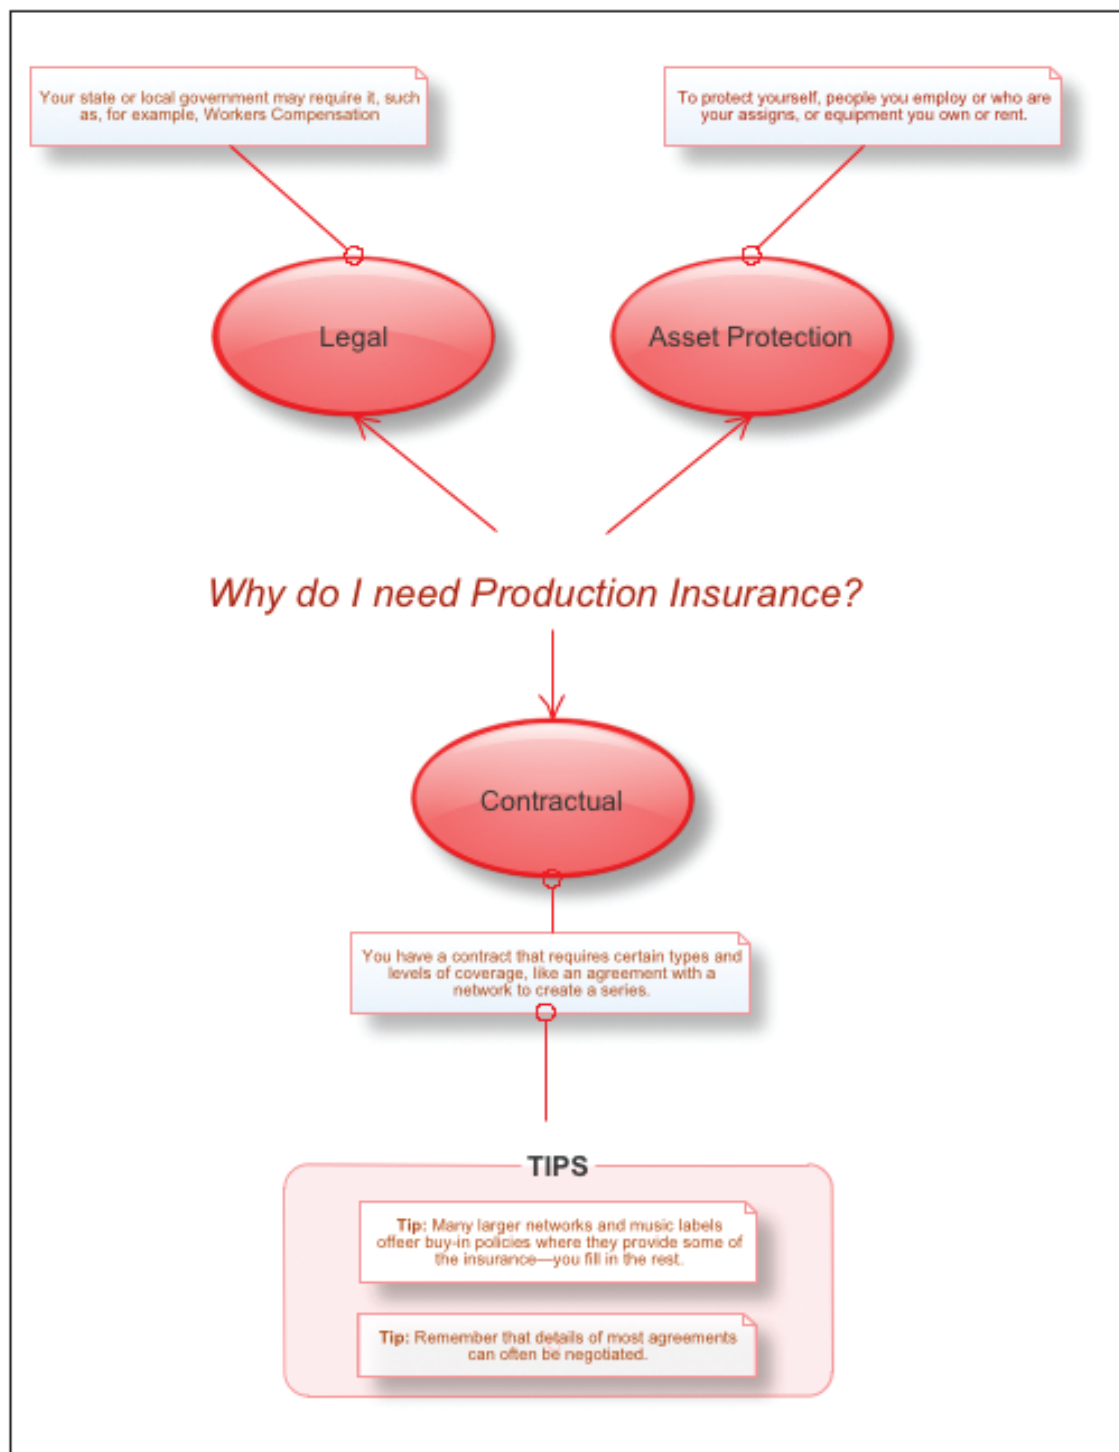 Your state or local government may require it, such
as, for example, Workers Compensation
To protect yourself, people you employ or who are
your assigns, or equipment you own or rent.
Legal
Asset Protection
Why do I need Production Insurance?
Contractual
You have a contract that requires certain types and
levels of coverage, like an agreement with a
network to create a series.
TIPS
Tip: Many larger networks and music labels
offeer buy-in policies where they provide some of
the insurance—you fill in the rest.
Tip: Remember that details of most agreements
can often be negotiated.